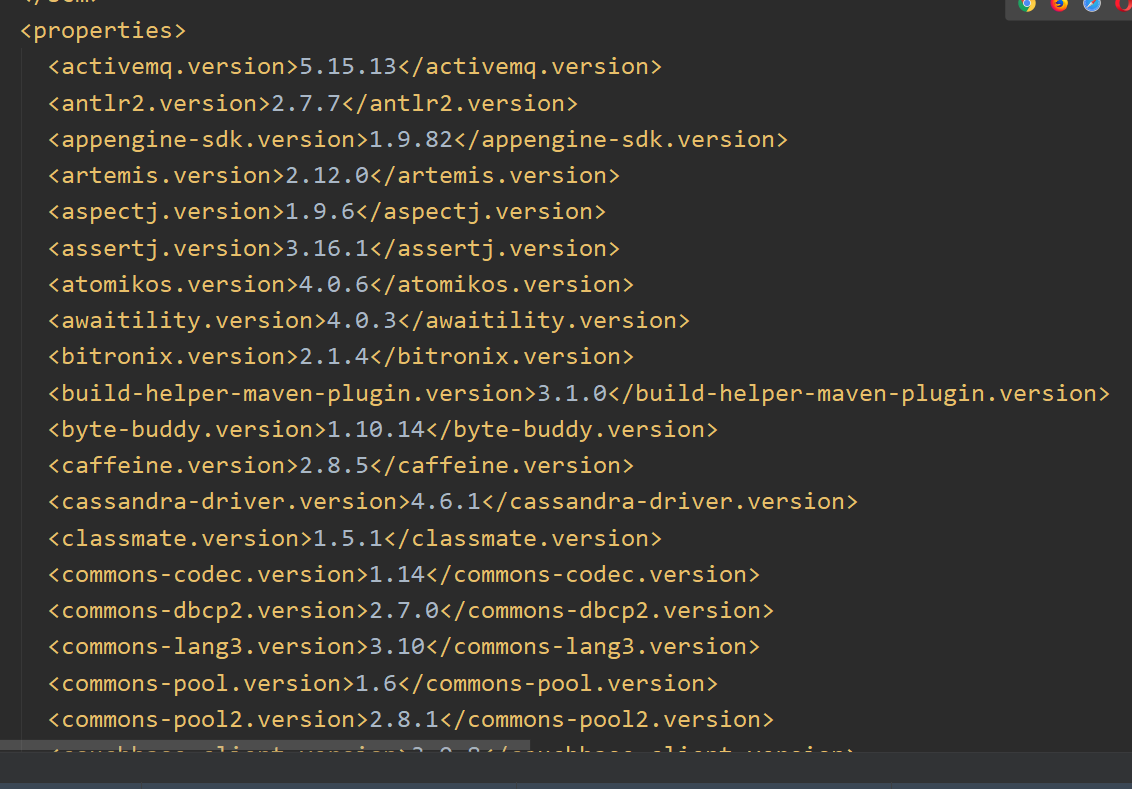 <properties>
<activemq.version>5.15.13</activemq.version>
<antlr2.version>2.7.7</antlr2.version>
<appengine-sdk.version>1.9.82</appengine-sdk.version>
<artemis.version>2.12.0</artemis.version>
<aspectj.version>1.9.6</aspectj.version>
<assertj.version>3.16.1</assertj.version>
<atomikos.version>4.0.6</atomikos.version>
<awaitility.version>4.0.3</awaitility.version>
<bitronix.version>2.1.4</bitronix.version>
<build-helper-maven-plugin.version>3.1.0</build-helper-maven-plugin.version>
<byte-buddy.version>1.10.14</byte-buddy.version>
<caffeine.version>2.8.5</caffeine.version>
<cassandra-driver.version>4.6.1</cassandra-driver.version>
<classmate.version>1.5.1</classmate.version>
<commons-codec.version>1.14</commons-codec.version>
<commons-dbcp2.version>2.7.0</commons-dbcp2.version>
<commons-lang3.version>3.10</commons-lang3.version>
<commons-pool.version>1.6</commons-pool.version>
<commons-pool2.version>2.8.1</commons-pool2.version>